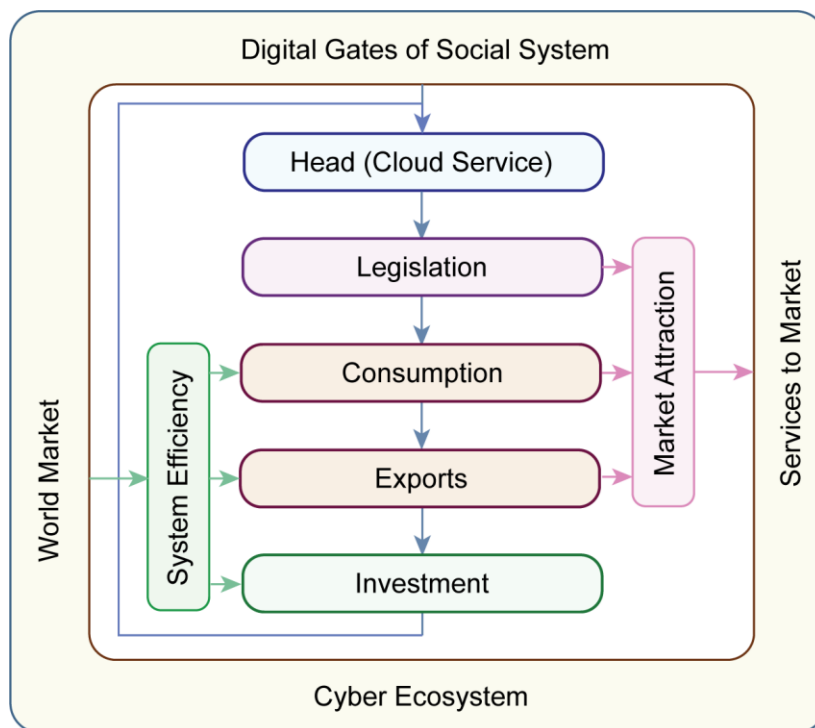 Digital Gates of Social System
Head (Cloud Service)
Legislation
Consumption
Exports
Investment
World Market
System Efficiency
Market Attraction
Services to Market
Cyber Ecosystem